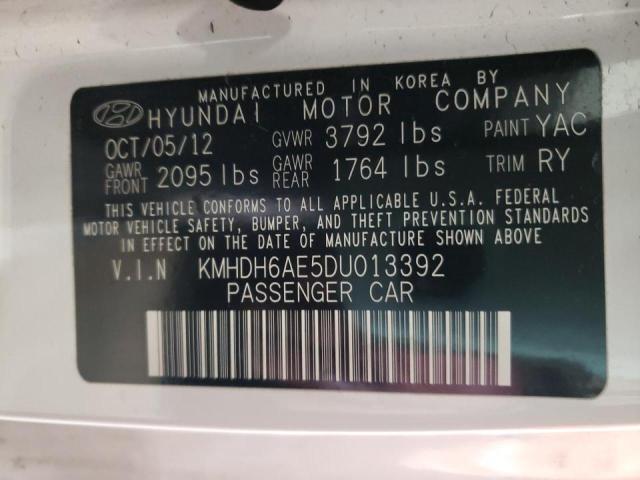 MANUFACTURED IN KOREA BY
HYUNDAI MOTOR COMPANY
OCT/05/12 GVWR 3792 lbs PAINT YAC
GAWR FRONT 2095 lbs GAWR REAR 1764 lbs TRIM RY
THIS VEHICLE CONFORMS TO ALL APPLICABLE U.S.A. FEDERAL
MOTOR VEHICLE SAFETY, BUMPER, AND THEFT PREVENTION STANDARDS
IN EFFECT ON THE DATE OF MANUFACTURE SHOWN ABOVE
V.I.N KMHDH6AE5DU013392
PASSENGER CAR